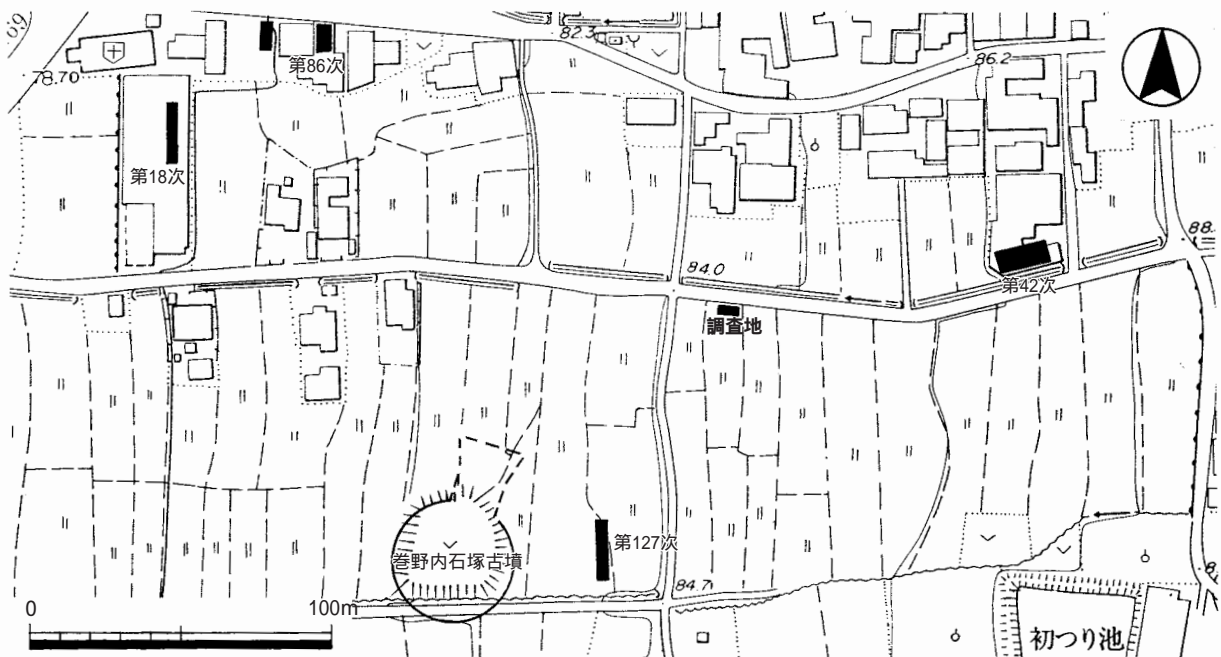 69
82.3
第86次
78.70
86.2
第18次
88.
84.0
第42次
調査地
第127次
巻野内石塚古墳
84.7
0
100m
初つり池